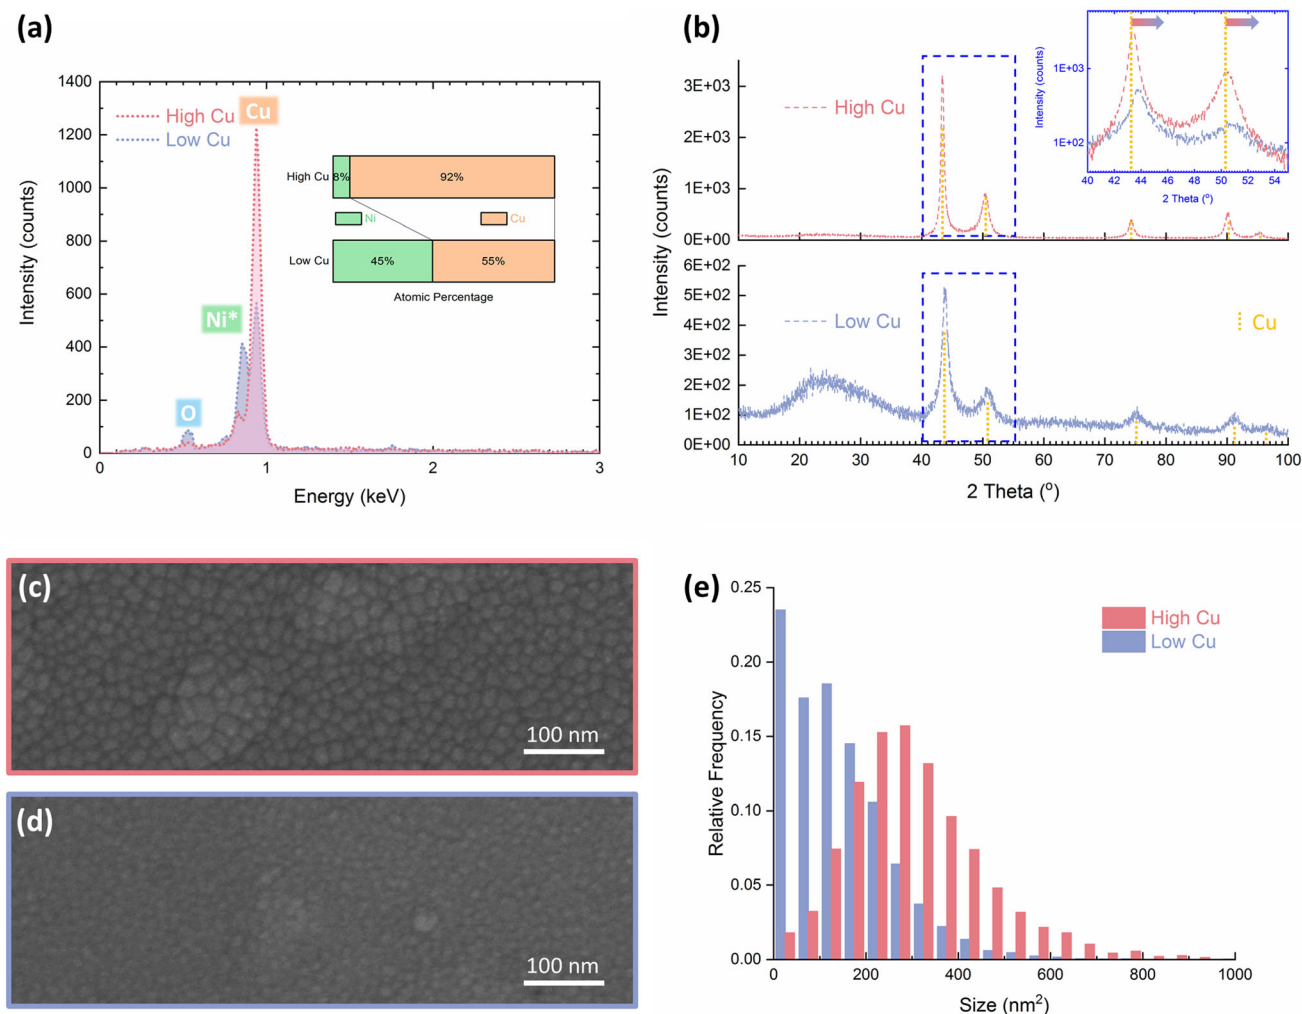 (a)
1400
1200
1000
800
600
400
200
0
Intensity (counts)
High Cu
Low Cu
Cu
Ni*
O
High Cu
8%
92%
Ni
Cu
Low Cu
45%
55%
Atomic Percentage
0
1
2
3
Energy (keV)
(b)
3E+03
2E+03
1E+03
0E+00
High Cu
Intensity (counts)
1E+03
1E+02
40
42
44
46
48
50
52
54
2 Theta (°)
6E+02
5E+02
4E+02
3E+02
2E+02
1E+02
0E+00
Intensity (counts)
Low Cu
Cu
10
20
30
40
50
60
70
80
90
100
2 Theta (°)
(c)
100 nm
(d)
100 nm
(e)
0.25
0.20
0.15
0.10
0.05
0.00
Relative Frequency
High Cu
Low Cu
0
200
400
600
800
1000
Size (nm²)